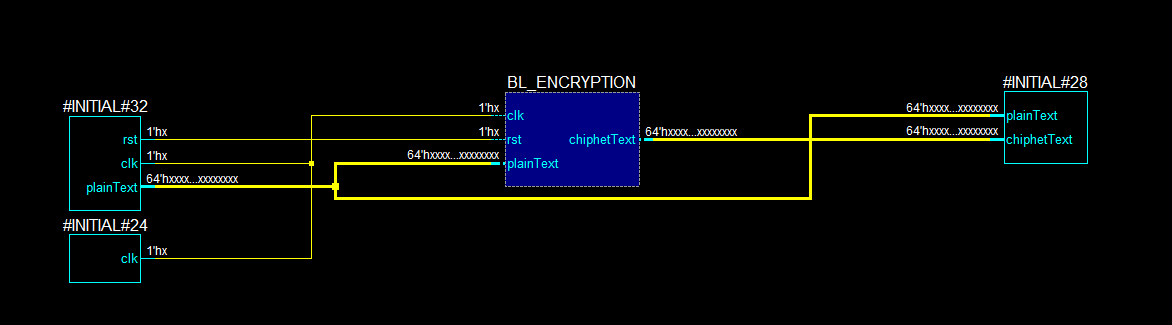 #INITIAL#32
rst 1'hx
clk 1'hx
plainText 64'hxxxx...xxxxxxxx
#INITIAL#24
clk 1'hx
BL_ENCRYPTION
1'hx clk
1'hx rst
chiphetText 64'hxxxx...xxxxxxxx
64'hxxxx...xxxxxxxx plainText
#INITIAL#28
64'hxxxx...xxxxxxxx plainText
64'hxxxx...xxxxxxxx chiphetText